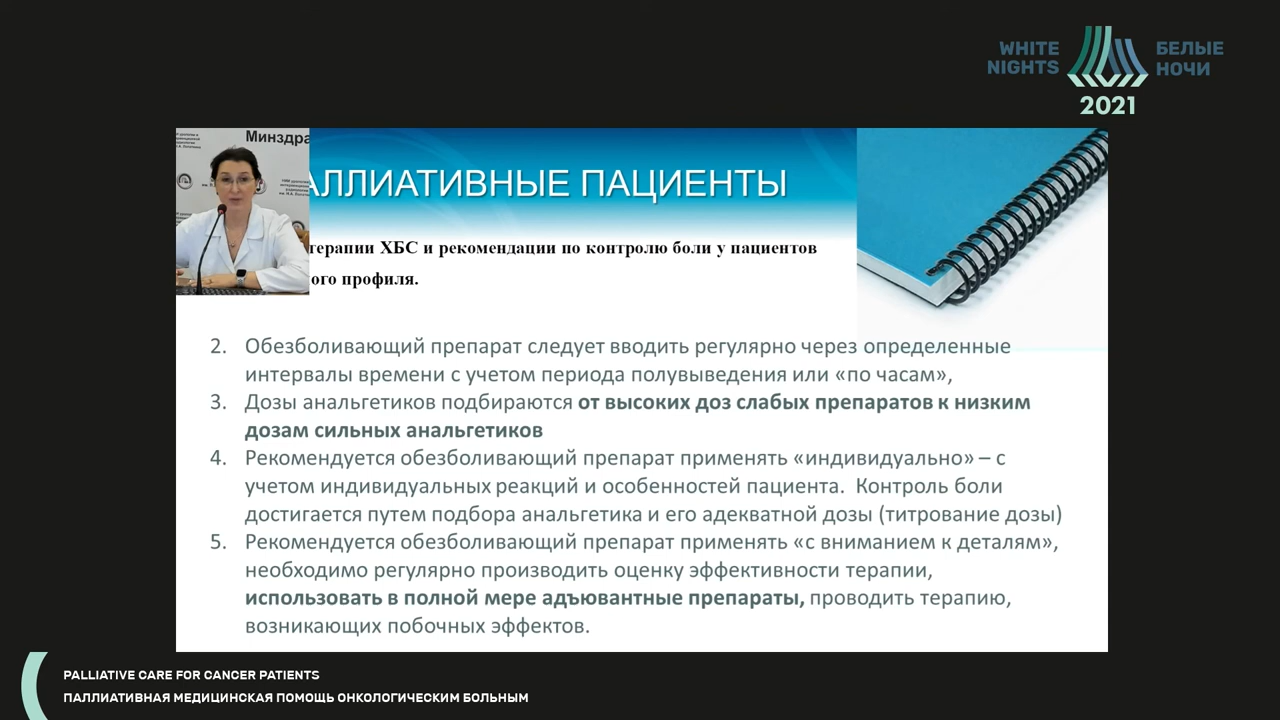 WHITE
NIGHTS
БЕЛЫЕ
НОЧИ
2021
Минздра
АЛЛИАТИВНЫЕ ПАЦИЕНТЫ
терапии ХБС и рекомендации по контролю боли у пациентов
ого профиля.
2. Обезболивающий препарат следует вводить регулярно через определенные
интервалы времени с учетом периода полувыведения или «по часам»,
3. Дозы анальгетиков подбираются от высоких доз слабых препаратов к низким
дозам сильных анальгетиков
4. Рекомендуется обезболивающий препарат применять «индивидуально» – с
учетом индивидуальных реакций и особенностей пациента. Контроль боли
достигается путем подбора анальгетика и его адекватной дозы (титрование дозы)
5. Рекомендуется обезболивающий препарат применять «с вниманием к деталям»,
необходимо регулярно производить оценку эффективности терапии,
использовать в полной мере адъювантные препараты, проводить терапию,
возникающих побочных эффектов.
PALLIATIVE CARE FOR CANCER PATIENTS
ПАЛЛИАТИВНАЯ МЕДИЦИНСКАЯ ПОМОЩЬ ОНКОЛОГИЧЕСКИМ БОЛЬНЫМ